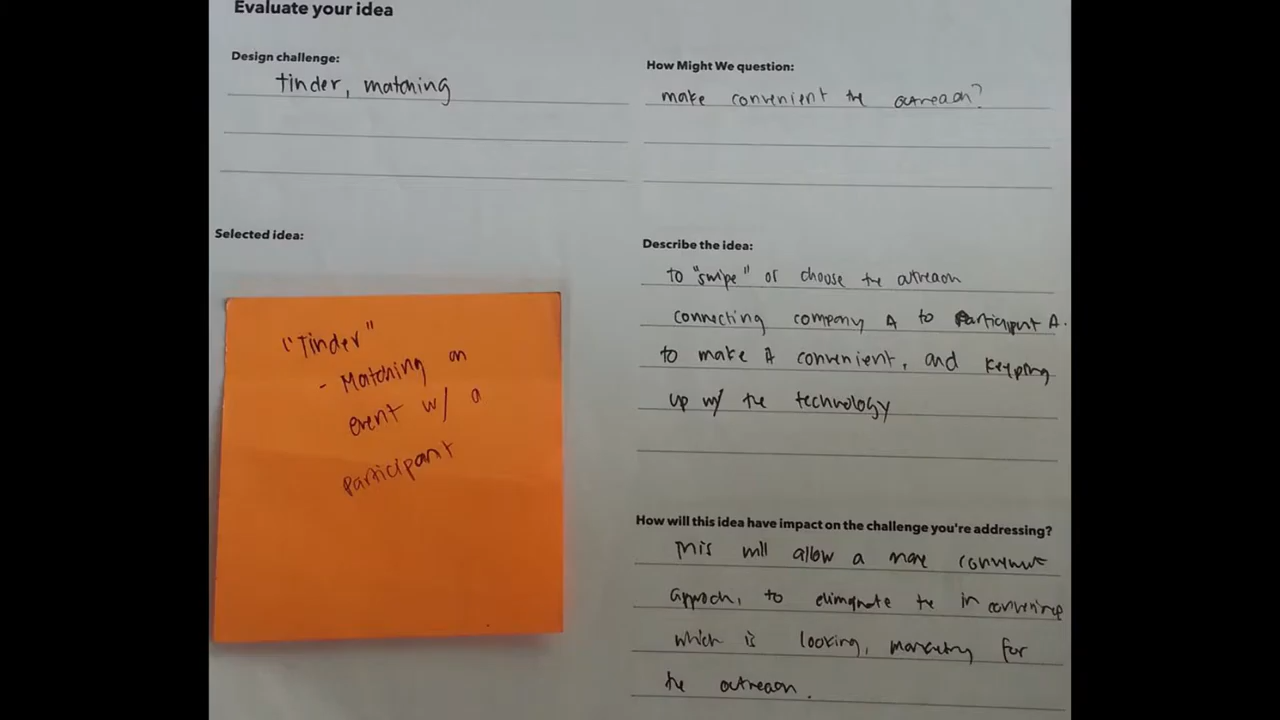 Evaluate your idea
Design challenge:
tinder, matching
How Might We question:
make convenient the outreach?
Selected idea:
"Tinder"
- Matching an
event w/ a
participant
Describe the idea:
to "swipe" or choose the outreach
connecting company A to Participant A.
to make it convenient, and keeping
up w/ the technology
How will this idea have impact on the challenge you're addressing?
This will allow a more convenient
approch, to eliminate the inconvenience
which is looking, marketing for
the outreach.